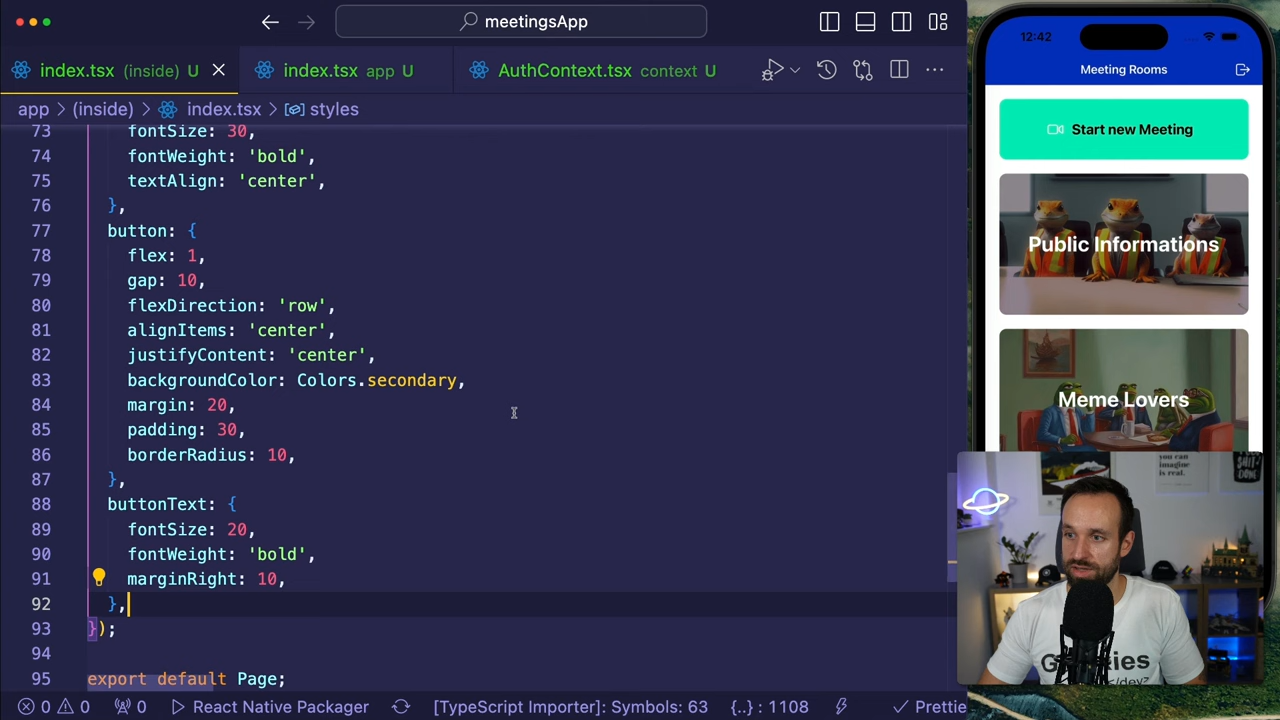 meetingsApp
index.tsx (inside) U
index.tsx app U
AuthContext.tsx context U
app > (inside) > index.tsx > styles
73 fontSize: 30,
74 fontWeight: 'bold',
75 textAlign: 'center',
76 },
77 button: {
78 flex: 1,
79 gap: 10,
80 flexDirection: 'row',
81 alignItems: 'center',
82 justifyContent: 'center',
83 backgroundColor: Colors.secondary,
84 margin: 20,
85 padding: 30,
86 borderRadius: 10,
87 },
88 buttonText: {
89 fontSize: 20,
90 fontWeight: 'bold',
91 marginRight: 10,
92 },
93 });
94
95 export default Page;
0 0 0 React Native Packager [TypeScript Importer]: Symbols: 63 {..} : 1108 Prettie
12:42
Meeting Rooms
Start new Meeting
Public Informations
Meme Lovers
you can
imagine
is real.